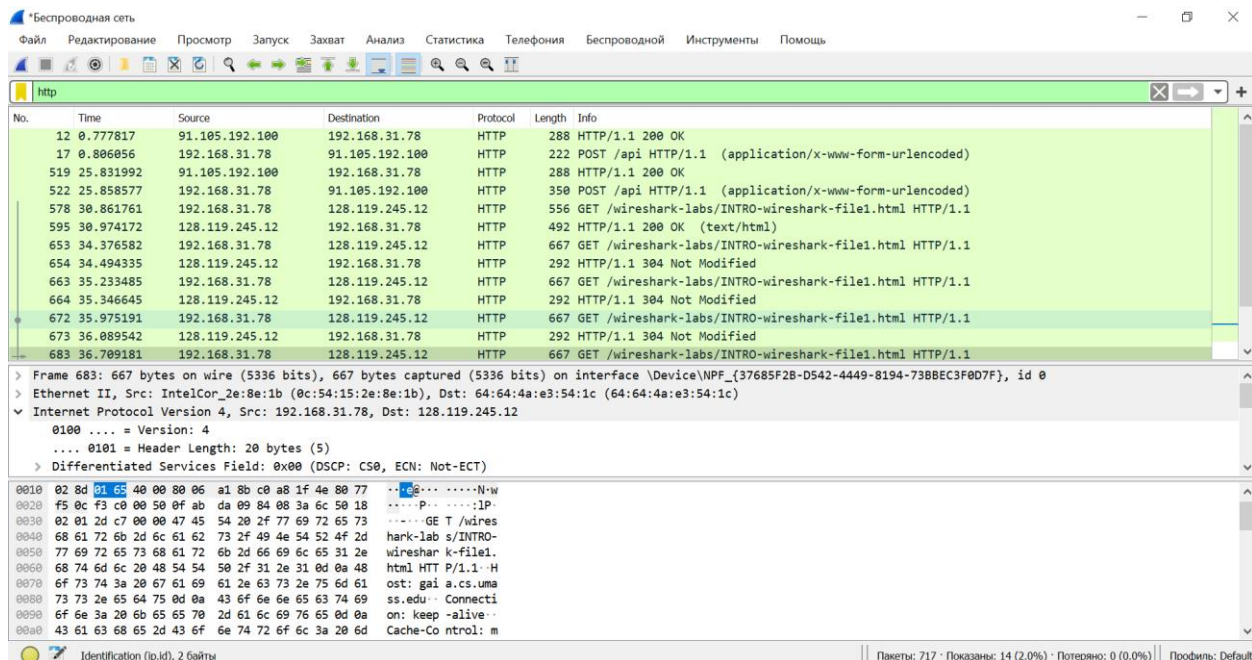 *Беспроводная сеть
Файл Редактирование Просмотр Запуск Захват Анализ Статистика Телефония Беспроводной Инструменты Помощь
http
No. Time Source Destination Protocol Length Info
12 0.777817 91.105.192.100 192.168.31.78 HTTP 288 HTTP/1.1 200 OK
17 0.806056 192.168.31.78 91.105.192.100 HTTP 222 POST /api HTTP/1.1 (application/x-www-form-urlencoded)
519 25.831992 91.105.192.100 192.168.31.78 HTTP 288 HTTP/1.1 200 OK
522 25.858577 192.168.31.78 91.105.192.100 HTTP 350 POST /api HTTP/1.1 (application/x-www-form-urlencoded)
578 30.861761 192.168.31.78 128.119.245.12 HTTP 556 GET /wireshark-labs/INTRO-wireshark-file1.html HTTP/1.1
595 30.974172 128.119.245.12 192.168.31.78 HTTP 492 HTTP/1.1 200 OK (text/html)
653 34.376582 192.168.31.78 128.119.245.12 HTTP 667 GET /wireshark-labs/INTRO-wireshark-file1.html HTTP/1.1
654 34.494335 128.119.245.12 192.168.31.78 HTTP 292 HTTP/1.1 304 Not Modified
663 35.233485 192.168.31.78 128.119.245.12 HTTP 667 GET /wireshark-labs/INTRO-wireshark-file1.html HTTP/1.1
664 35.346645 128.119.245.12 192.168.31.78 HTTP 292 HTTP/1.1 304 Not Modified
672 35.975191 192.168.31.78 128.119.245.12 HTTP 667 GET /wireshark-labs/INTRO-wireshark-file1.html HTTP/1.1
673 36.089542 128.119.245.12 192.168.31.78 HTTP 292 HTTP/1.1 304 Not Modified
683 36.709181 192.168.31.78 128.119.245.12 HTTP 667 GET /wireshark-labs/INTRO-wireshark-file1.html HTTP/1.1
Frame 683: 667 bytes on wire (5336 bits), 667 bytes captured (5336 bits) on interface \Device\NPF_{37685F2B-D542-4449-8194-73BBEC3F0D7F}, id 0
Ethernet II, Src: IntelCor_2e:8e:1b (0c:54:15:2e:8e:1b), Dst: 64:64:4a:e3:54:1c (64:64:4a:e3:54:1c)
Internet Protocol Version 4, Src: 192.168.31.78, Dst: 128.119.245.12
0100 .... = Version: 4
.... 0101 = Header Length: 20 bytes (5)
Differentiated Services Field: 0x00 (DSCP: CS0, ECN: Not-ECT)
0010 02 8d 01 65 40 00 80 06 a1 8b c0 a8 1f 4e 80 77 ···e@··· ·····N·w
0020 f5 0c f3 c0 00 50 0f ab da 09 84 08 3a 6c 50 18 ·····P·· ····:lP·
0030 02 01 2d c7 00 00 47 45 54 20 2f 77 69 72 65 73 ··-···GE T /wires
0040 68 61 72 6b 2d 6c 61 62 73 2f 49 4e 54 52 4f 2d hark-lab s/INTRO-
0050 77 69 72 65 73 68 61 72 6b 2d 66 69 6c 65 31 2e wireshar k-file1.
0060 68 74 6d 6c 20 48 54 54 50 2f 31 2e 31 0d 0a 48 html HTT P/1.1··H
0070 6f 73 74 3a 20 67 61 69 61 2e 63 73 2e 75 6d 61 ost: gai a.cs.uma
0080 73 73 2e 65 64 75 0d 0a 43 6f 6e 6e 65 63 74 69 ss.edu·· Connecti
0090 6f 6e 3a 20 6b 65 65 70 2d 61 6c 69 76 65 0d 0a on: keep -alive··
00a0 43 61 63 68 65 2d 43 6f 6e 74 72 6f 6c 3a 20 6d Cache-Co ntrol: m
Identification (ip.id), 2 байты Пакеты: 717 · Показаны: 14 (2.0%) · Потеряно: 0 (0.0%) Профиль: Default